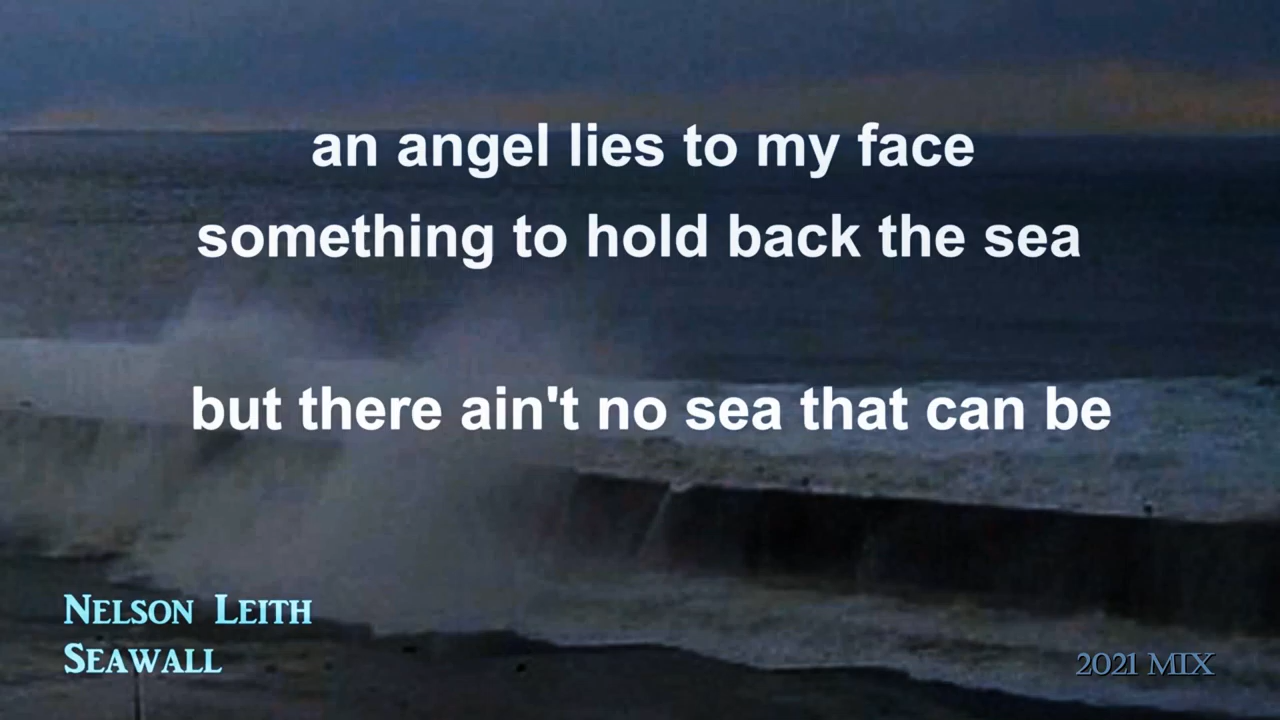 an angel lies to my face
something to hold back the sea
but there ain't no sea that can be
Nelson Leith
Seawall
2021 MIX